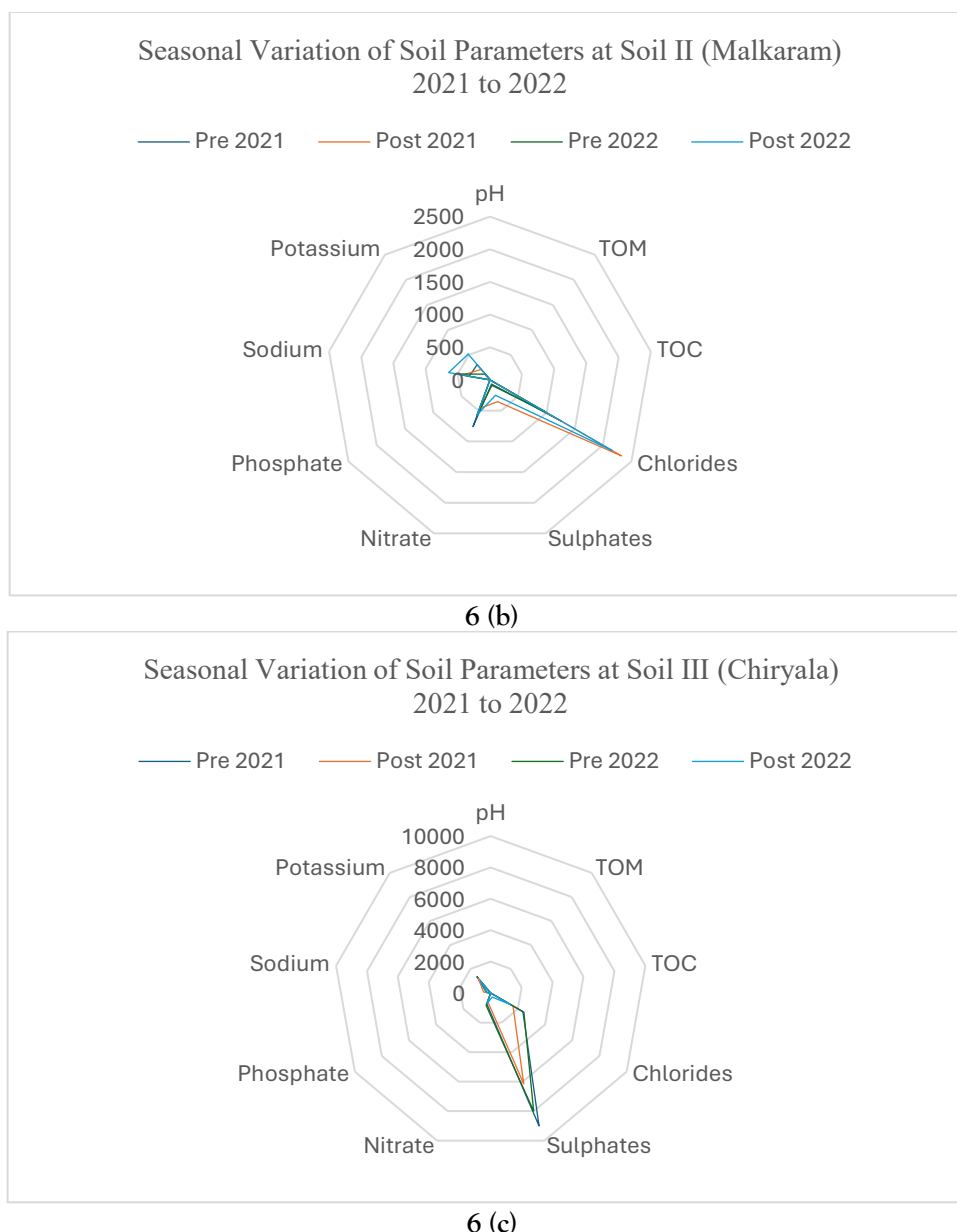 Seasonal Variation of Soil Parameters at Soil II (Malkaram)
2021 to 2022
Pre 2021 Post 2021 Pre 2022 Post 2022
pH
2500
2000
1500
1000
500
0
TOM
TOC
Chlorides
Sulphates
Nitrate
Phosphate
Sodium
Potassium
6 (b)
Seasonal Variation of Soil Parameters at Soil III (Chiryala)
2021 to 2022
Pre 2021 Post 2021 Pre 2022 Post 2022
pH
10000
8000
6000
4000
2000
0
TOM
TOC
Chlorides
Sulphates
Nitrate
Phosphate
Sodium
Potassium
6 (c)